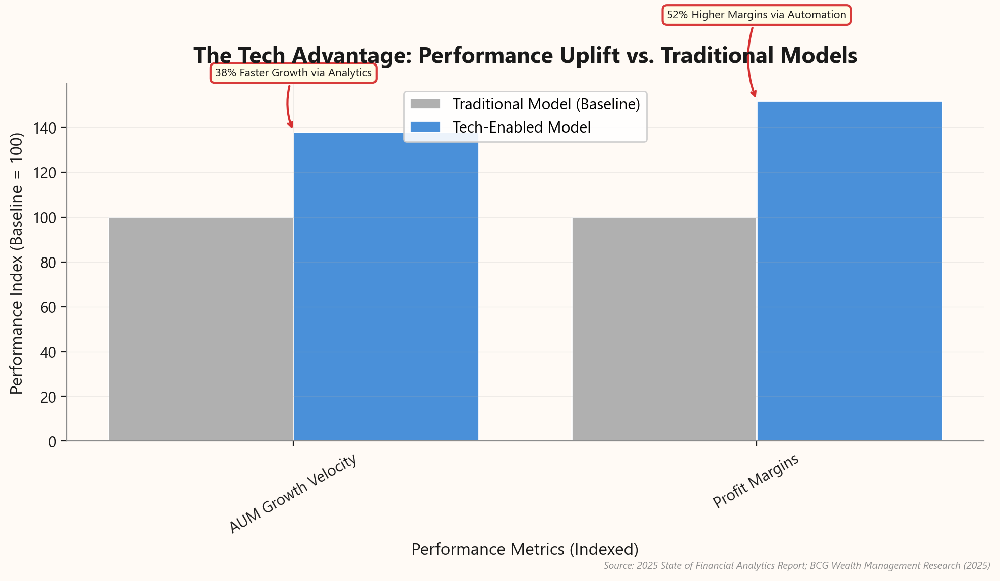 52% Higher Margins via Automation
The Tech Advantage: Performance Uplift vs. Traditional Models
38% Faster Growth via Analytics
Traditional Model (Baseline)
Tech-Enabled Model
Performance Index (Baseline = 100)
140
120
100
80
60
40
20
0
AUM Growth Velocity
Profit Margins
Performance Metrics (Indexed)
Source: 2025 State of Financial Analytics Report; BCG Wealth Management Research (2025)